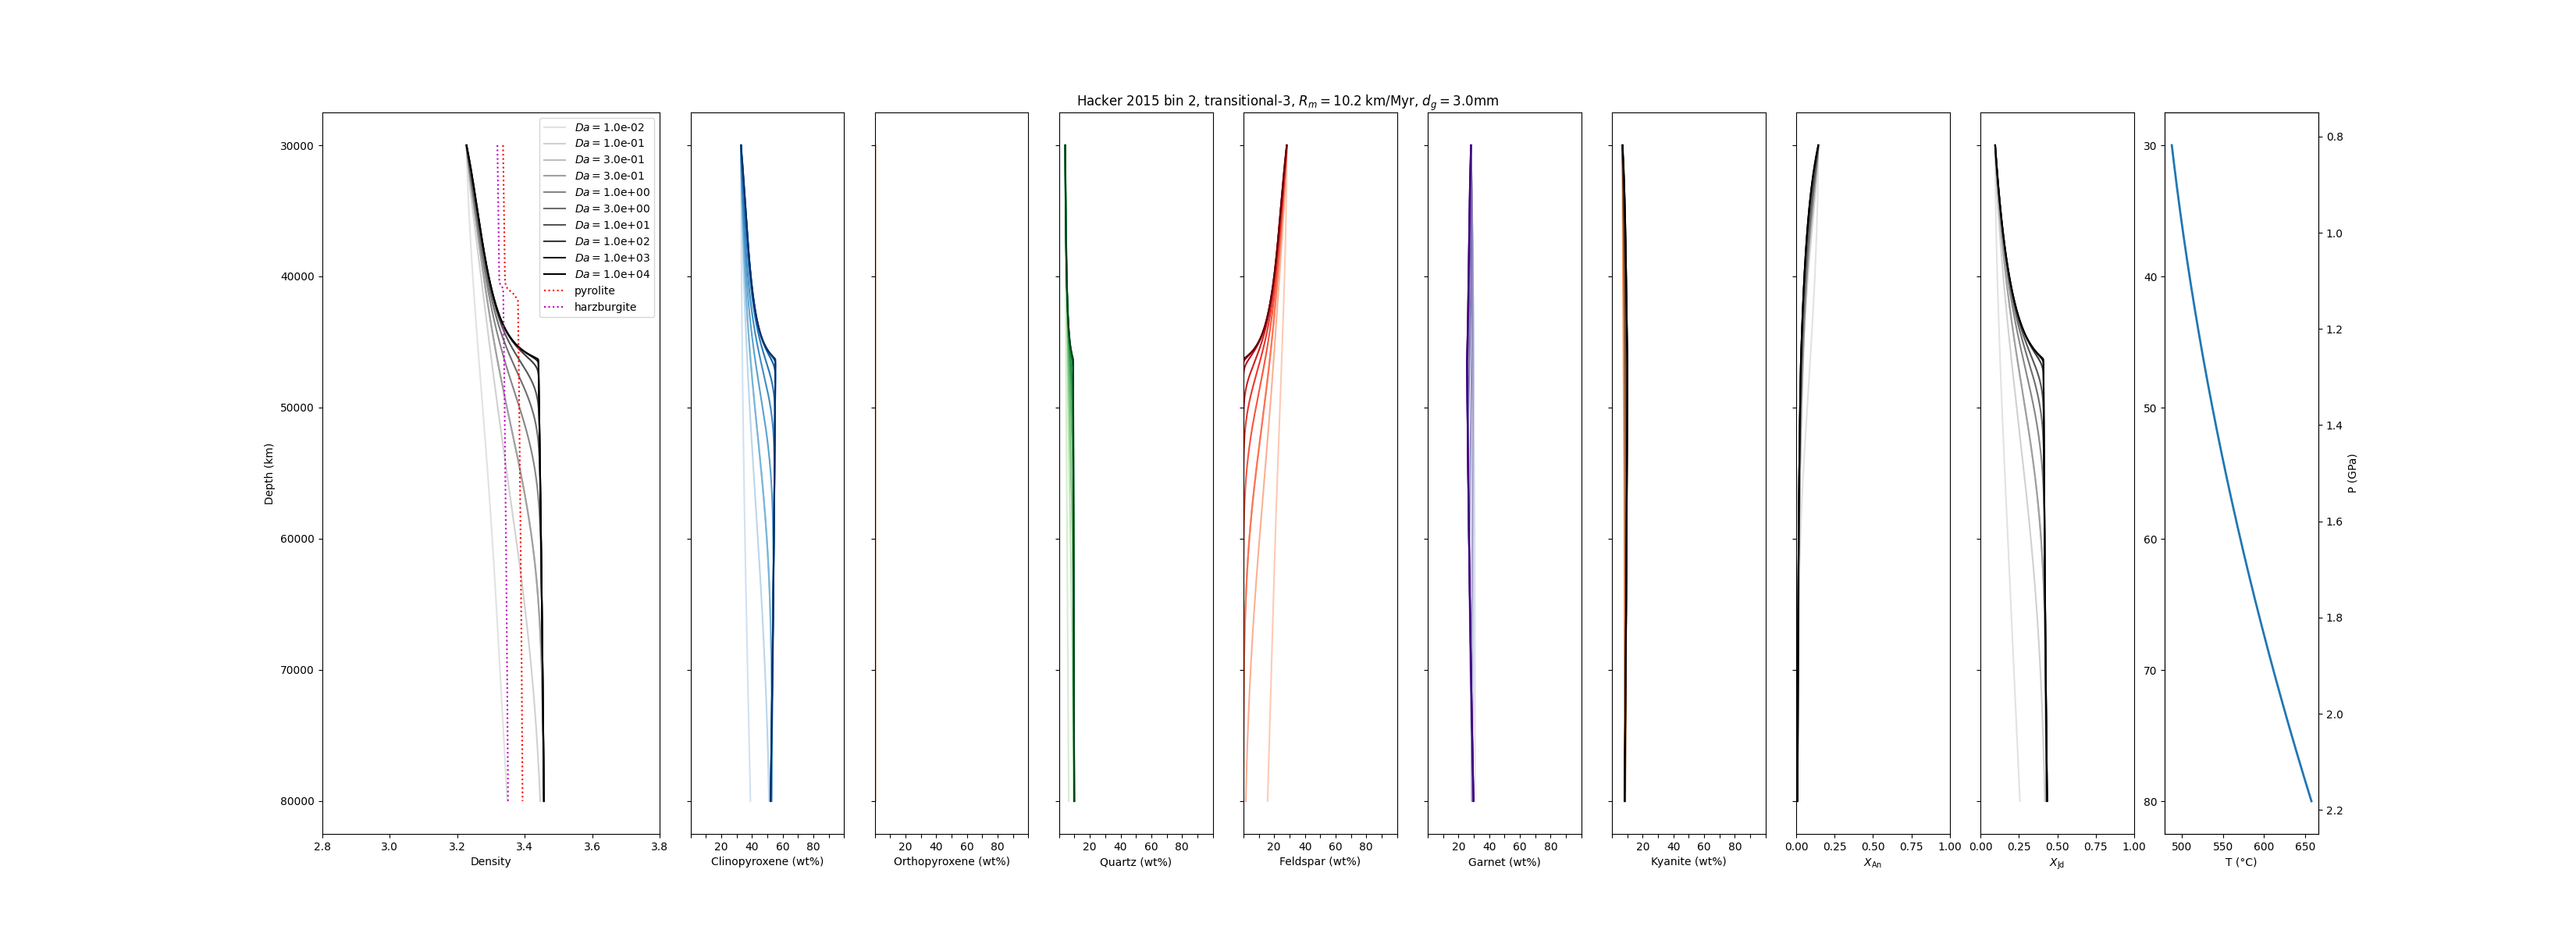 Hacker 2015 bin 2, transitional-3, Rm = 10.2 km/Myr, dg = 3.0mm
Da = 1.0e-02
Da = 1.0e-01
Da = 3.0e-01
Da = 3.0e-01
Da = 1.0e+00
Da = 3.0e+00
Da = 1.0e+01
Da = 1.0e+02
Da = 1.0e+03
Da = 1.0e+04
pyrolite
harzburgite
Depth (km)
30000
40000
50000
60000
70000
80000
2.8 3.0 3.2 3.4 3.6 3.8
Density
20 40 60 80
Clinopyroxene (wt%)
20 40 60 80
Orthopyroxene (wt%)
20 40 60 80
Quartz (wt%)
20 40 60 80
Feldspar (wt%)
20 40 60 80
Garnet (wt%)
20 40 60 80
Kyanite (wt%)
0.00 0.25 0.50 0.75 1.00
XAn
0.00 0.25 0.50 0.75 1.00
XJd
30
40
50
60
70
80
500 550 600 650
T (°C)
0.8
1.0
1.2
1.4
1.6
1.8
2.0
2.2
P (GPa)